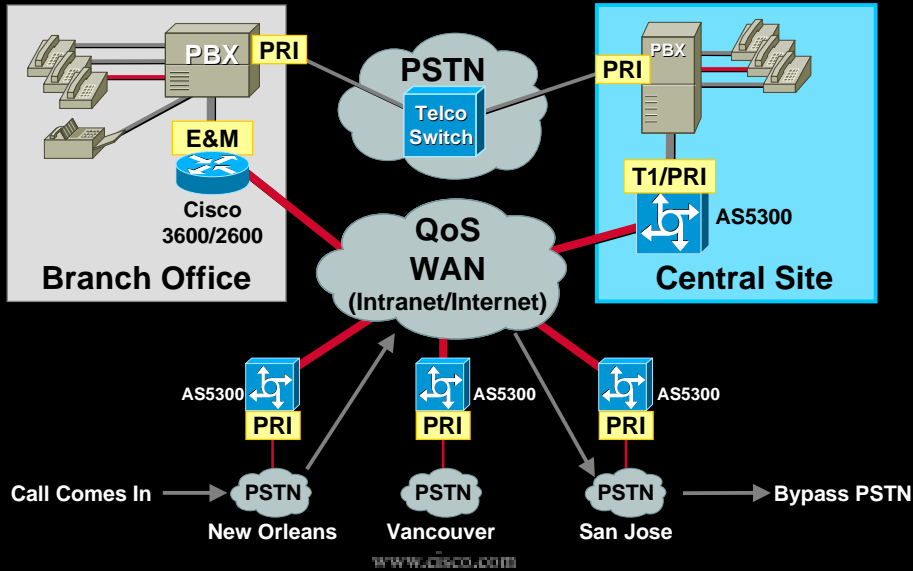 PBX
PRI
E&M
Cisco
3600/2600
Branch Office
PSTN
Telco
Switch
PRI
PBX
T1/PRI
AS5300
Central Site
QoS
WAN
(Intranet/Internet)
AS5300
PRI
AS5300
PRI
AS5300
PRI
Call Comes In
PSTN
New Orleans
PSTN
Vancouver
PSTN
San Jose
Bypass PSTN
www.cisco.com